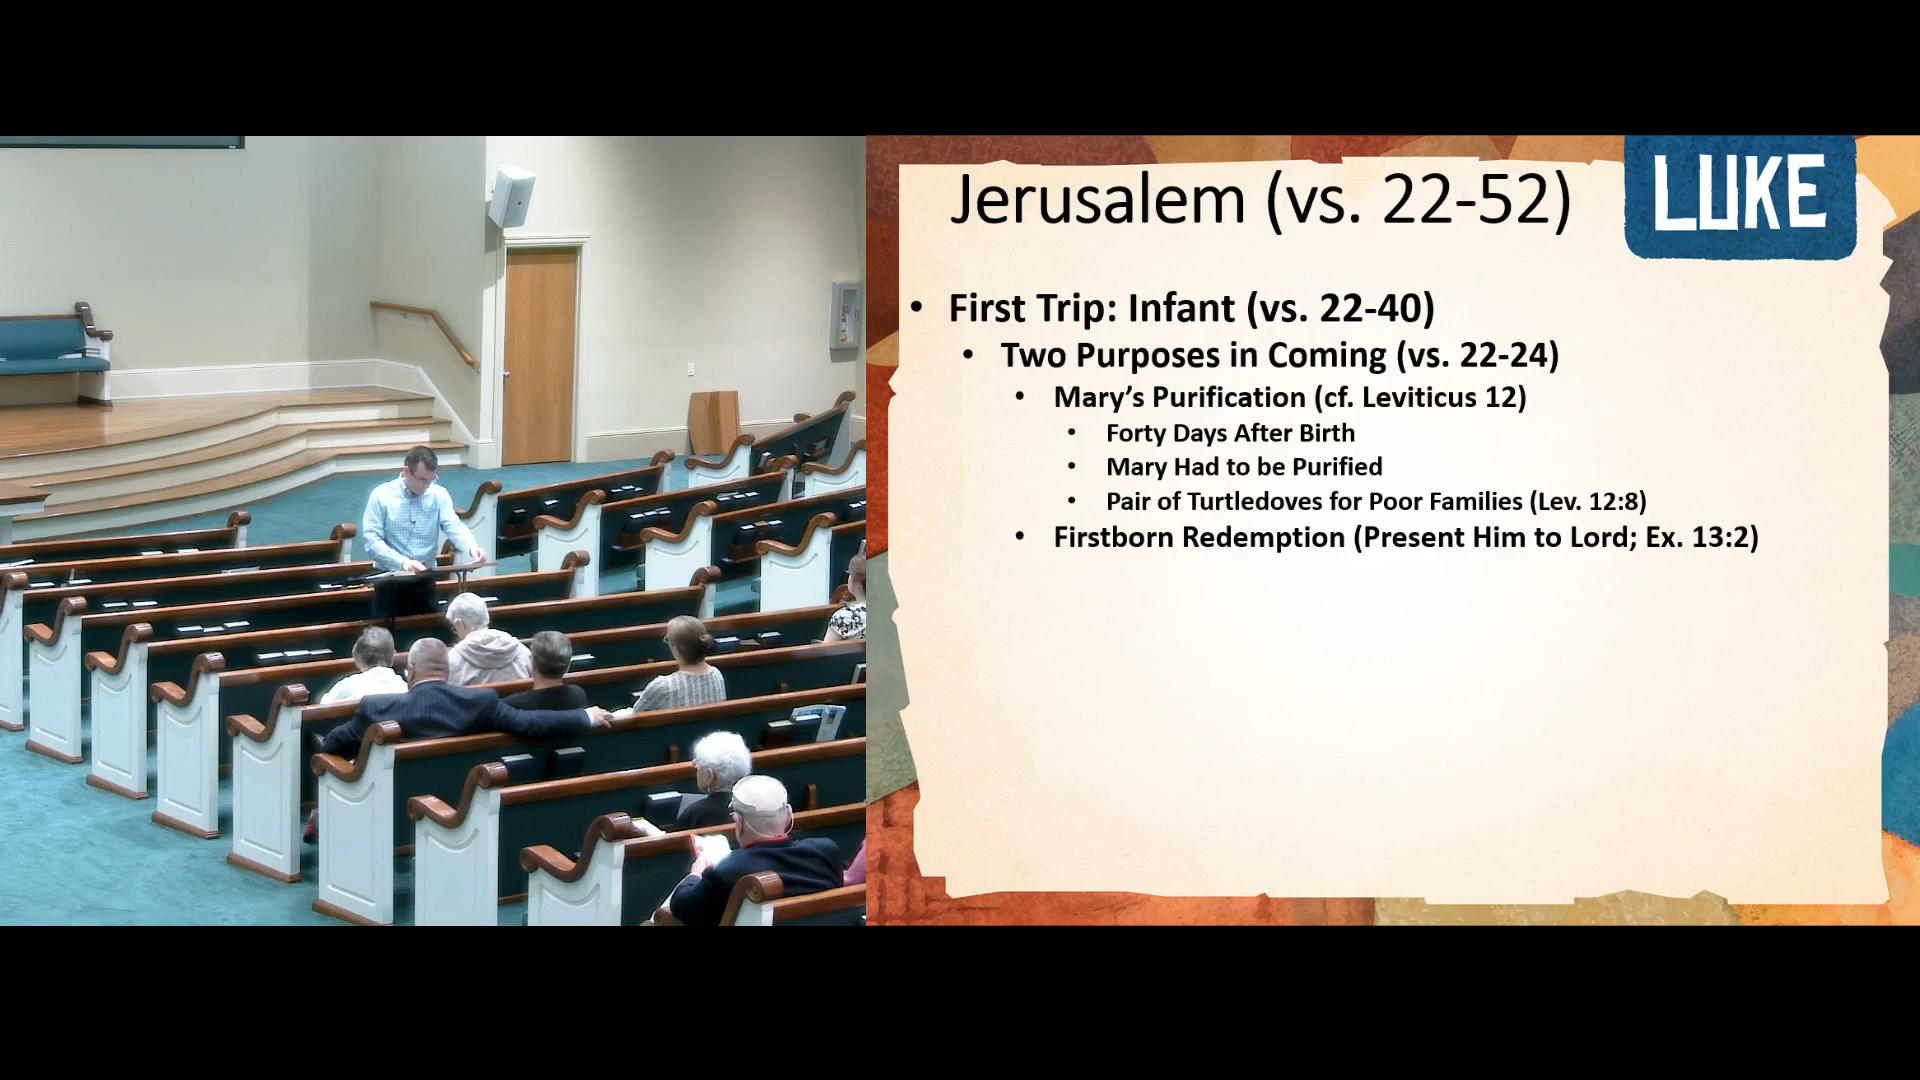 Jerusalem (vs. 22-52)
LUKE
• First Trip: Infant (vs. 22-40)
• Two Purposes in Coming (vs. 22-24)
• Mary’s Purification (cf. Leviticus 12)
• Forty Days After Birth
• Mary Had to be Purified
• Pair of Turtledoves for Poor Families (Lev. 12:8)
• Firstborn Redemption (Present Him to Lord; Ex. 13:2)